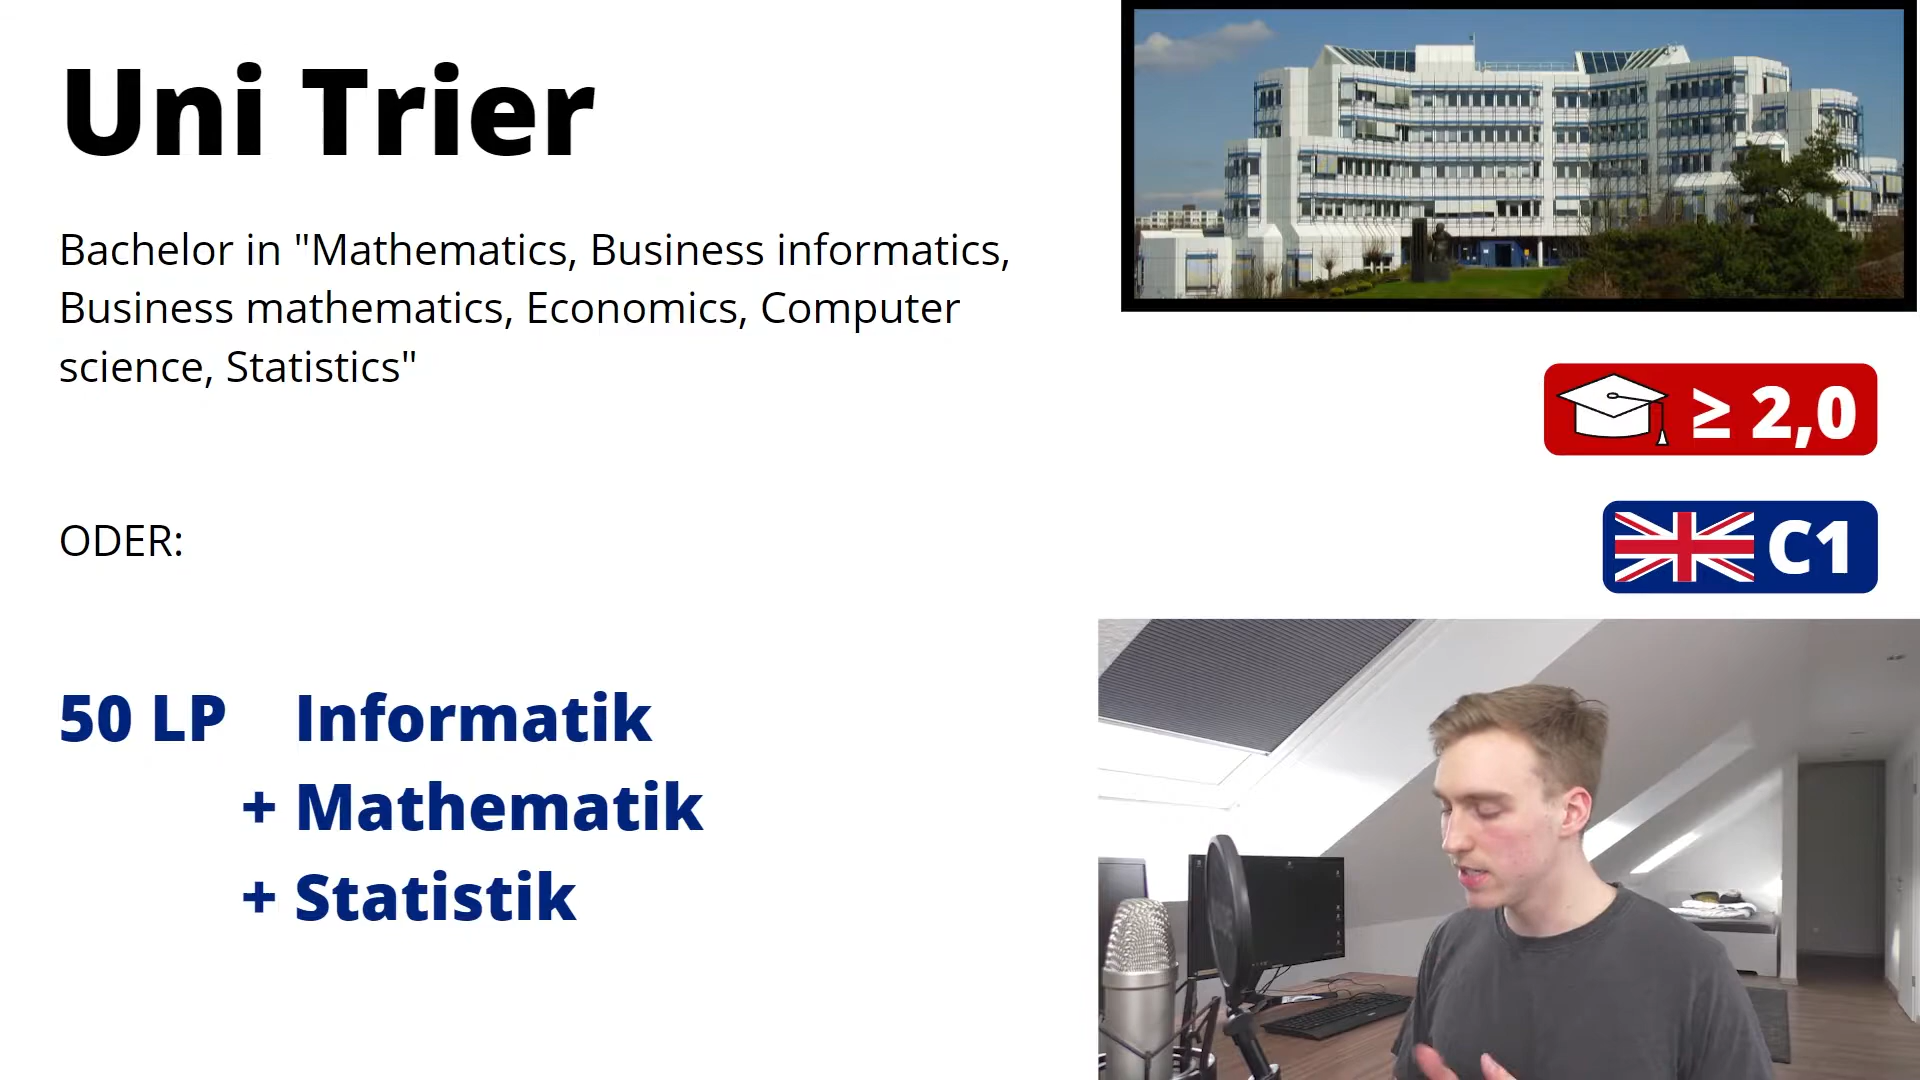 Uni Trier
Bachelor in "Mathematics, Business informatics,
Business mathematics, Economics, Computer
science, Statistics"
≥ 2,0
C1
ODER:
50 LP Informatik
+ Mathematik
+ Statistik